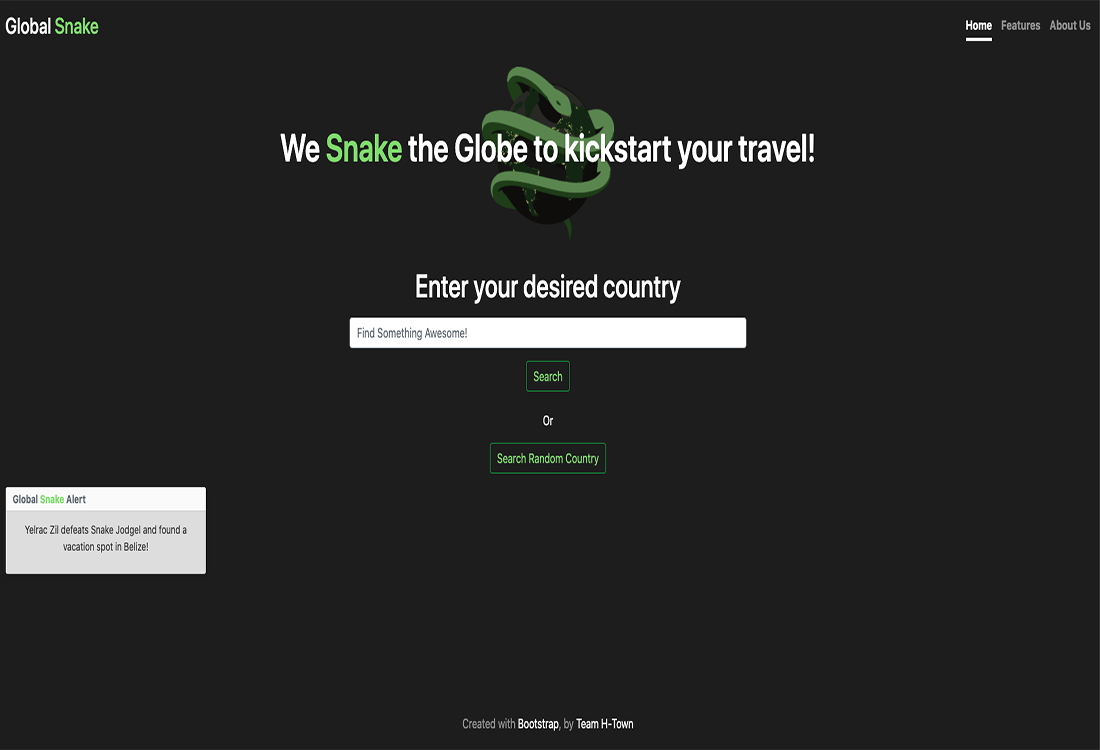 Global Snake
Home Features About Us
We Snake the Globe to kickstart your travel!
Enter your desired country
Find Something Awesome!
Search
Or
Search Random Country
Global Snake Alert
Yelrac Zil defeats Snake Jodgel and found a
vacation spot in Belize!
Created with Bootstrap, by Team H-Town